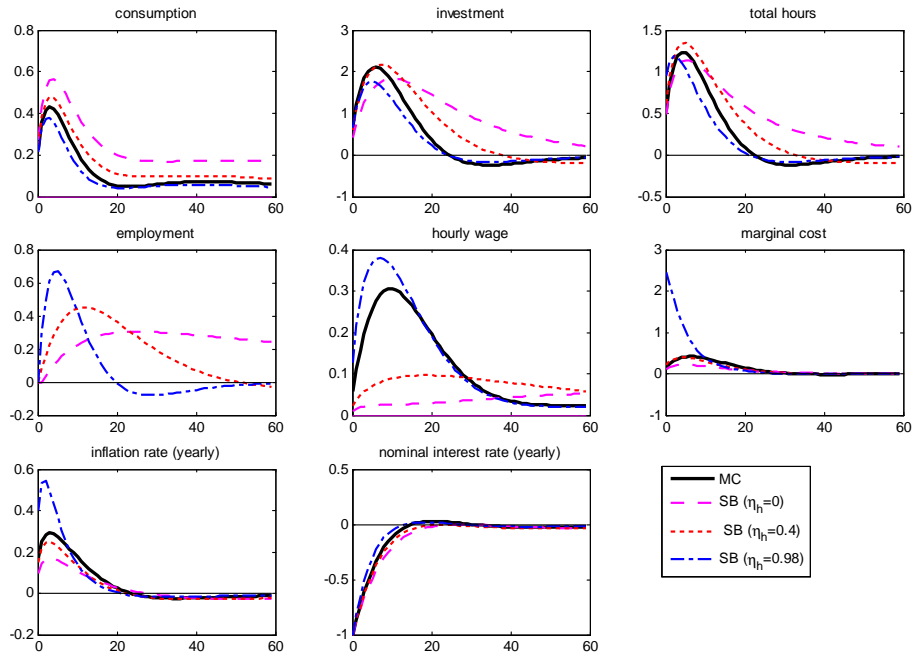 consumption
investment
total hours
0.8
0.6
0.4
0.2
0
0 20 40 60
3
2
1
0
-1
0 20 40 60
1.5
1
0.5
0
-0.5
0 20 40 60
employment
hourly wage
marginal cost
0.8
0.6
0.4
0.2
0
-0.2
0 20 40 60
0.4
0.3
0.2
0.1
0
0 20 40 60
3
2
1
0
-1
0 20 40 60
inflation rate (yearly)
nominal interest rate (yearly)
0.6
0.4
0.2
0
-0.2
0 20 40 60
0.5
0
-0.5
-1
0 20 40 60
MC
SB (η_h=0)
SB (η_h=0.4)
SB (η_h=0.98)